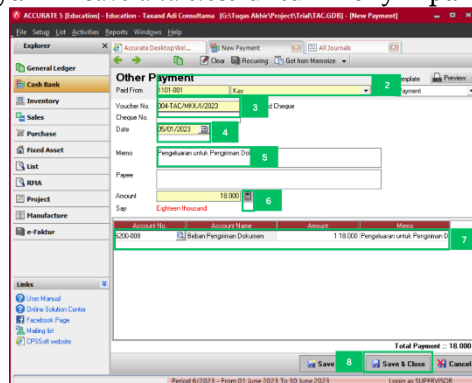 ACCURATE 5 [Education] - Education - Taxand Adi Consultama [G:\Tugas Akhir\Project\Trial\TAC.GDB] - [New Payment]
File Setup List Activities Reports Windows Help
Explorer
Accurate Desktop Wel...
New Payment
All Journals
General Ledger
Clear Recurring Get from Memorize
Cash Bank
Other Payment
Template
Preview
Paid From 1101-001 Kas
2
Payment
Inventory
Voucher No. 004-TAC/MKK/I/2023
3
d Cheque
Sales
Cheque No.
Purchase
Date 05/01/2023
4
Fixed Asset
Memo Pengeluaran untuk Pengiriman Do
5
List
RMA
Payee
Project
Amount 18.000
6
Manufacture
Say Eighteen thousand
e-Faktur
Account No. Account Name Amount Memo
6200-008 Beban Pengiriman Dokumen 1 18.000 Pengeluaran untuk Pengiriman D
7
Links
User Manual
Online Solution Center
Facebook Page
Mailing list
CPSSoft website
Total Payment :: 18.000
Save
8
Save & Close
Cancel
Period 6/2023 - From 01 June 2023 To 30 June 2023
Login as SUPERVISOR